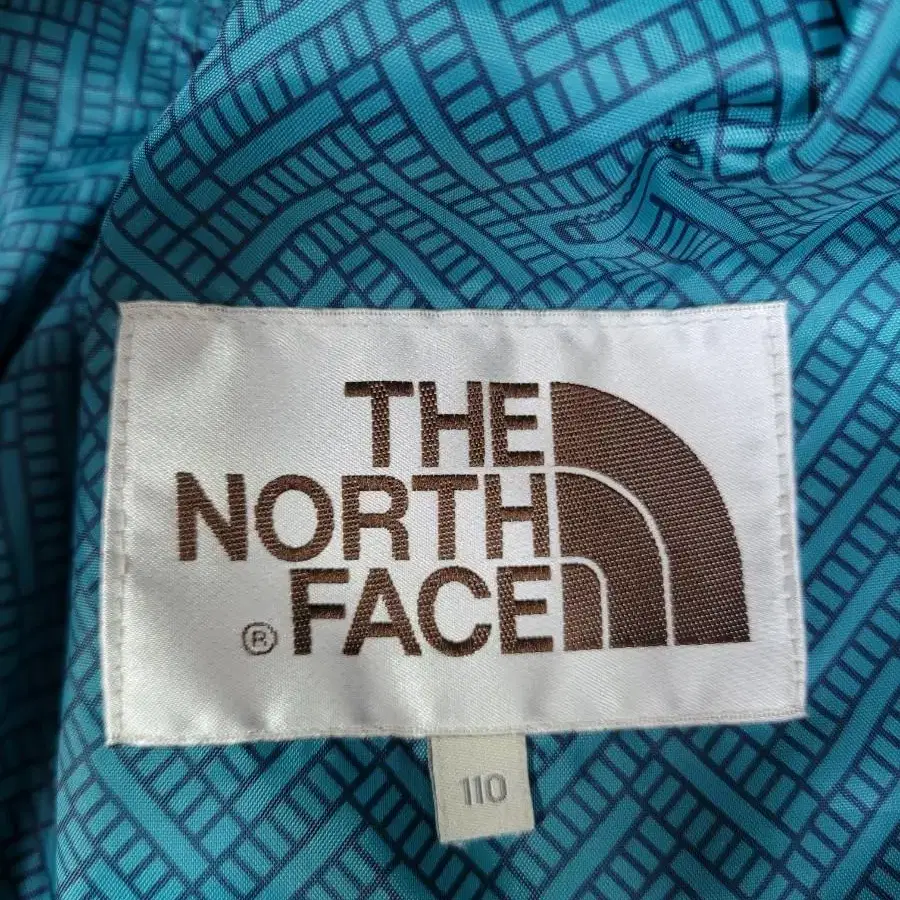 THE
NORTH
® FACE
110